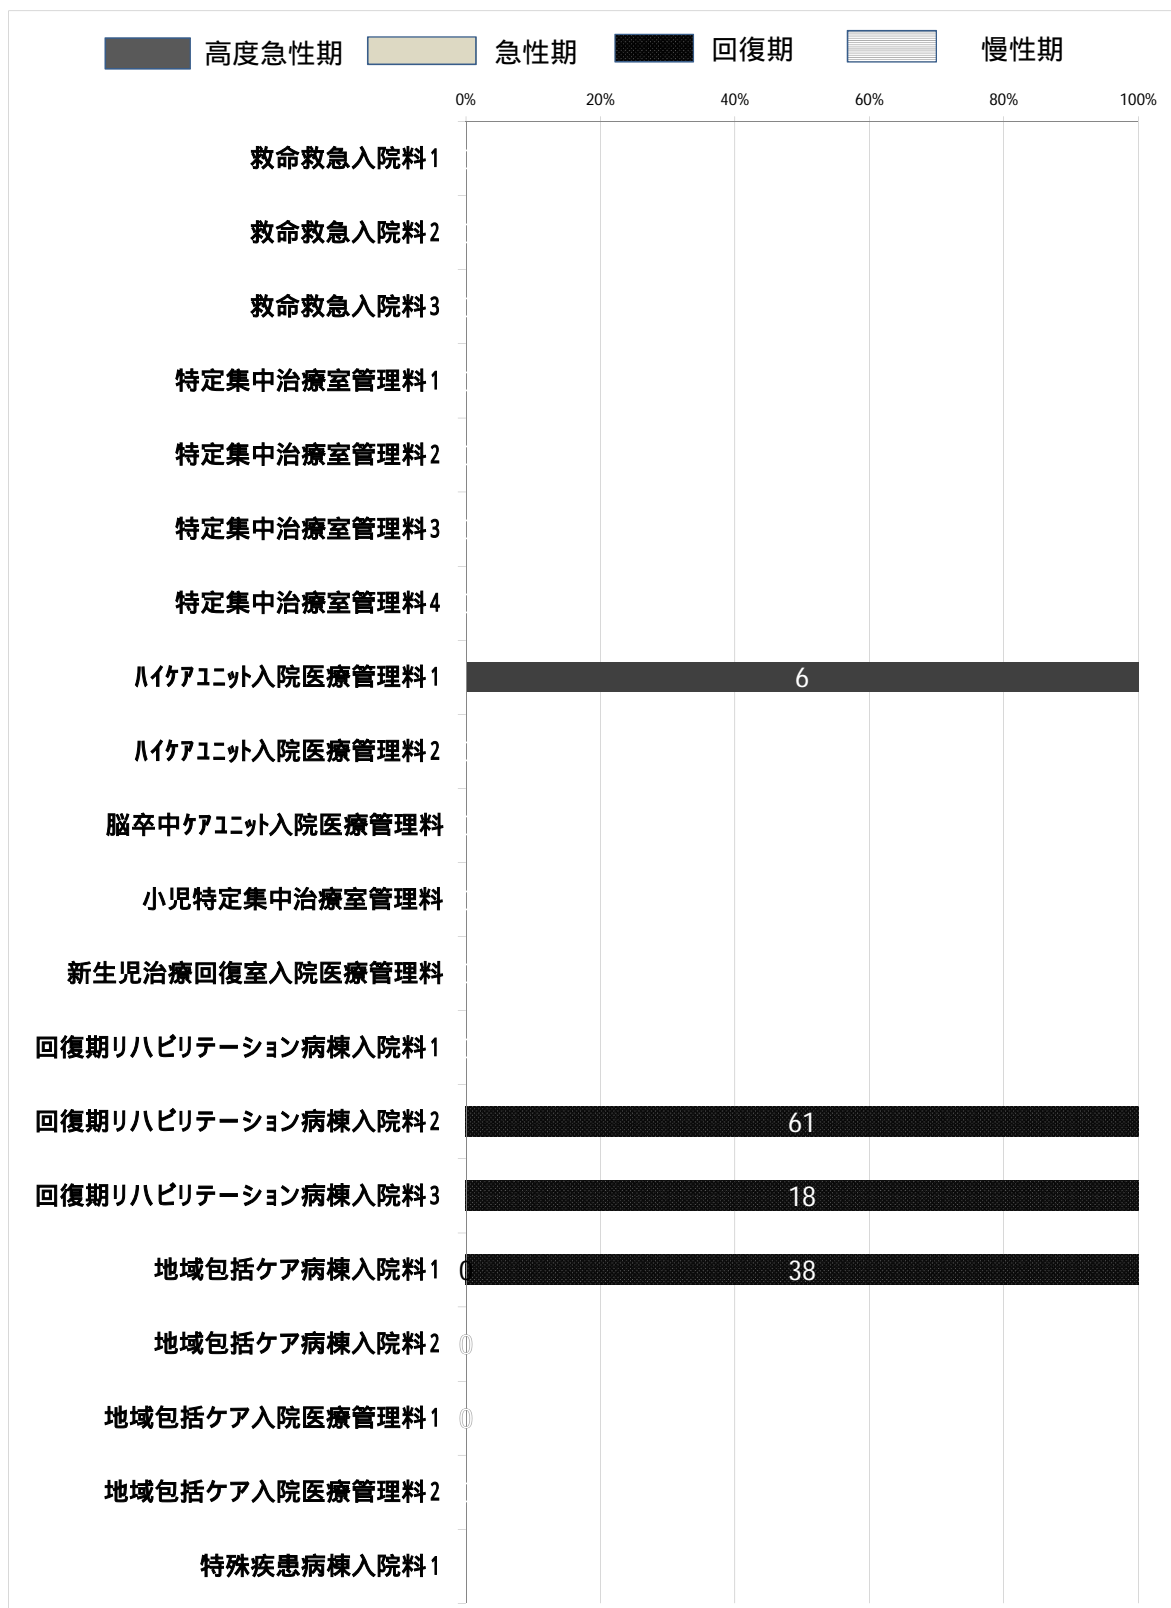 高度急性期 急性期 回復期 慢性期
0% 20% 40% 60% 80% 100%
救命救急入院料1
救命救急入院料2
救命救急入院料3
特定集中治療室管理料1
特定集中治療室管理料2
特定集中治療室管理料3
特定集中治療室管理料4
ﾊｲｹｱﾕﾆｯﾄ入院医療管理料1 6
ﾊｲｹｱﾕﾆｯﾄ入院医療管理料2
脳卒中ｹｱﾕﾆｯﾄ入院医療管理料
小児特定集中治療室管理料
新生児治療回復室入院医療管理料
回復期リハビリテーション病棟入院料1
回復期リハビリテーション病棟入院料2 61
回復期リハビリテーション病棟入院料3 18
地域包括ケア病棟入院料1 0 38
地域包括ケア病棟入院料2 0
地域包括ケア入院医療管理料1 0
地域包括ケア入院医療管理料2
特殊疾患病棟入院料1